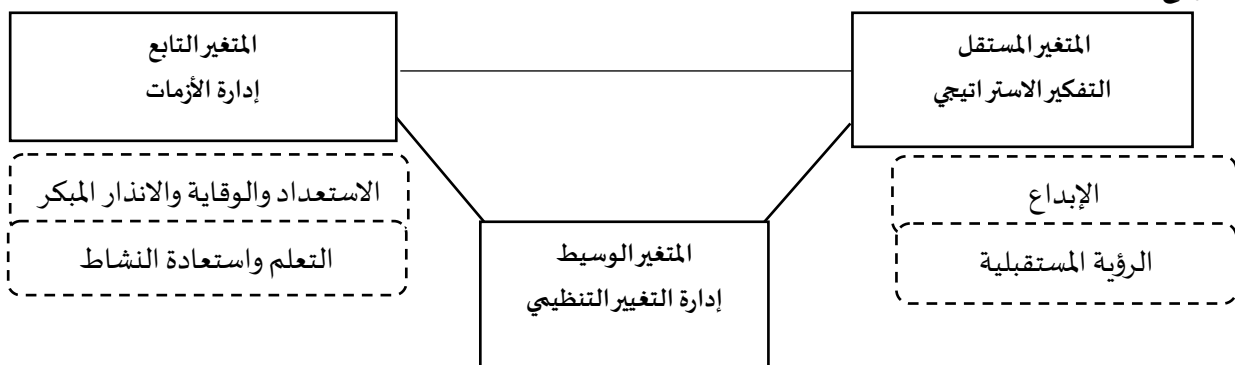 المتغير المستقل
التفكير الاستراتيجي
المتغير التابع
إدارة الأزمات
الإبداع
الرؤية المستقبلية
الاستعداد والوقاية والانذار المبكر
التعلم واستعادة النشاط
المتغير الوسيط
إدارة التغيير التنظيمي